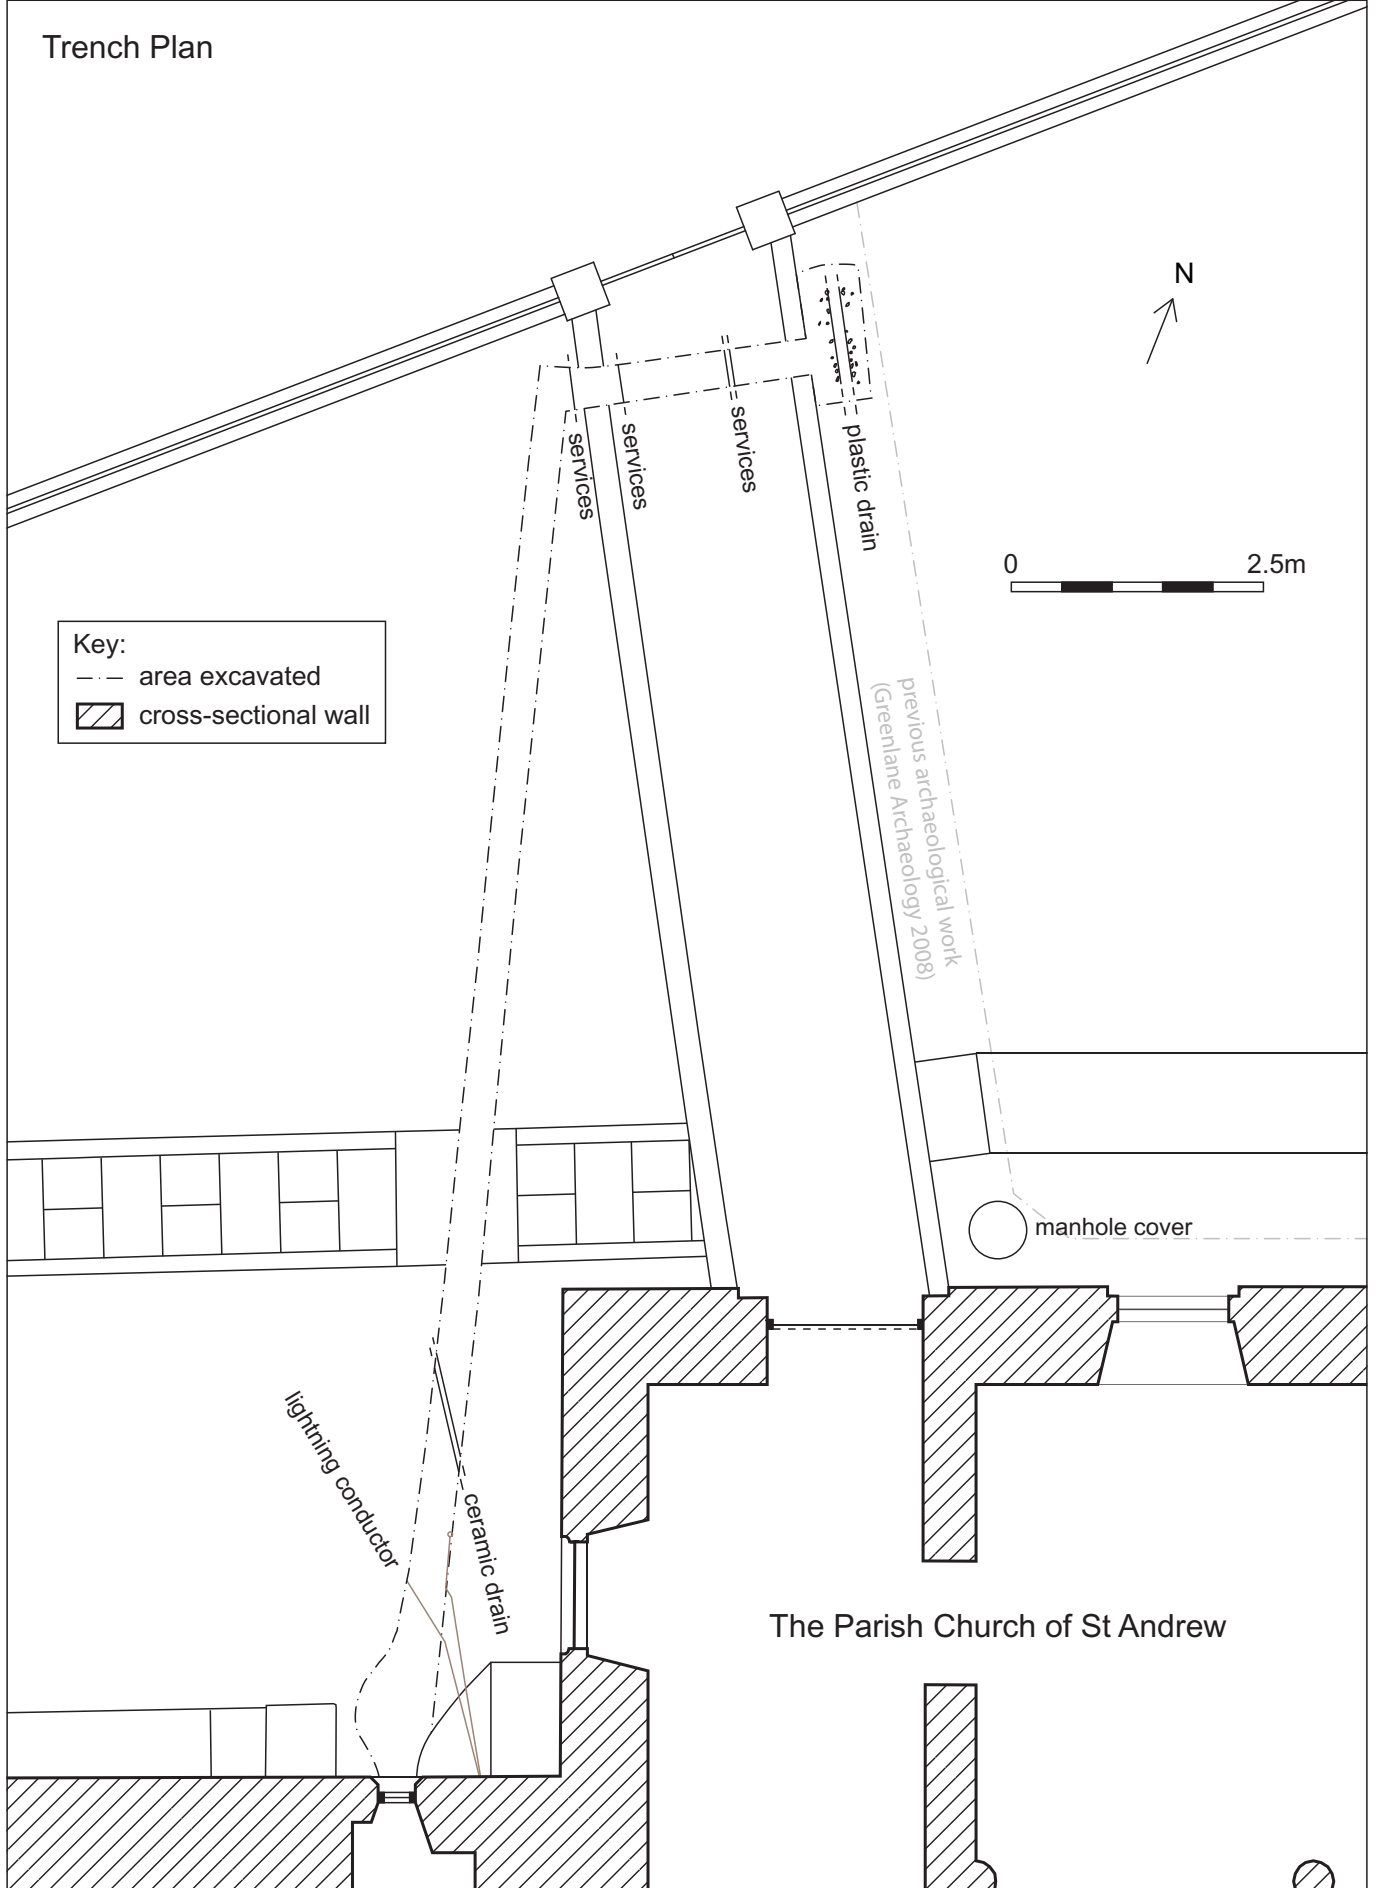 Trench Plan
N
services
services
services
plastic drain
0 2.5m
Key:
area excavated
cross-sectional wall
previous archaeological work
(Greenlane Archaeology 2008)
manhole cover
lightning conductor
ceramic drain
The Parish Church of St Andrew